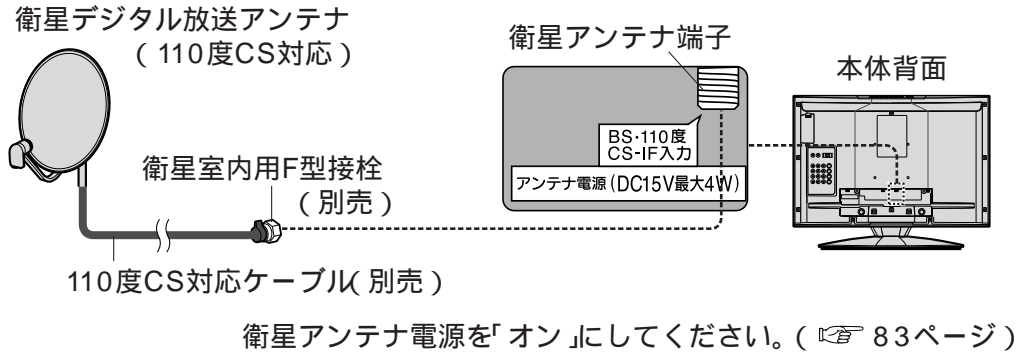 衛星デジタル放送アンテナ
（110度CS対応）
衛星アンテナ端子
本体背面
BS・110度
CS-IF入力
アンテナ電源（DC15V最大4W）
衛星室内用F型接栓
（別売）
110度CS対応ケーブル（別売）
衛星アンテナ電源を「オン」にしてください。（☞ 83ページ）